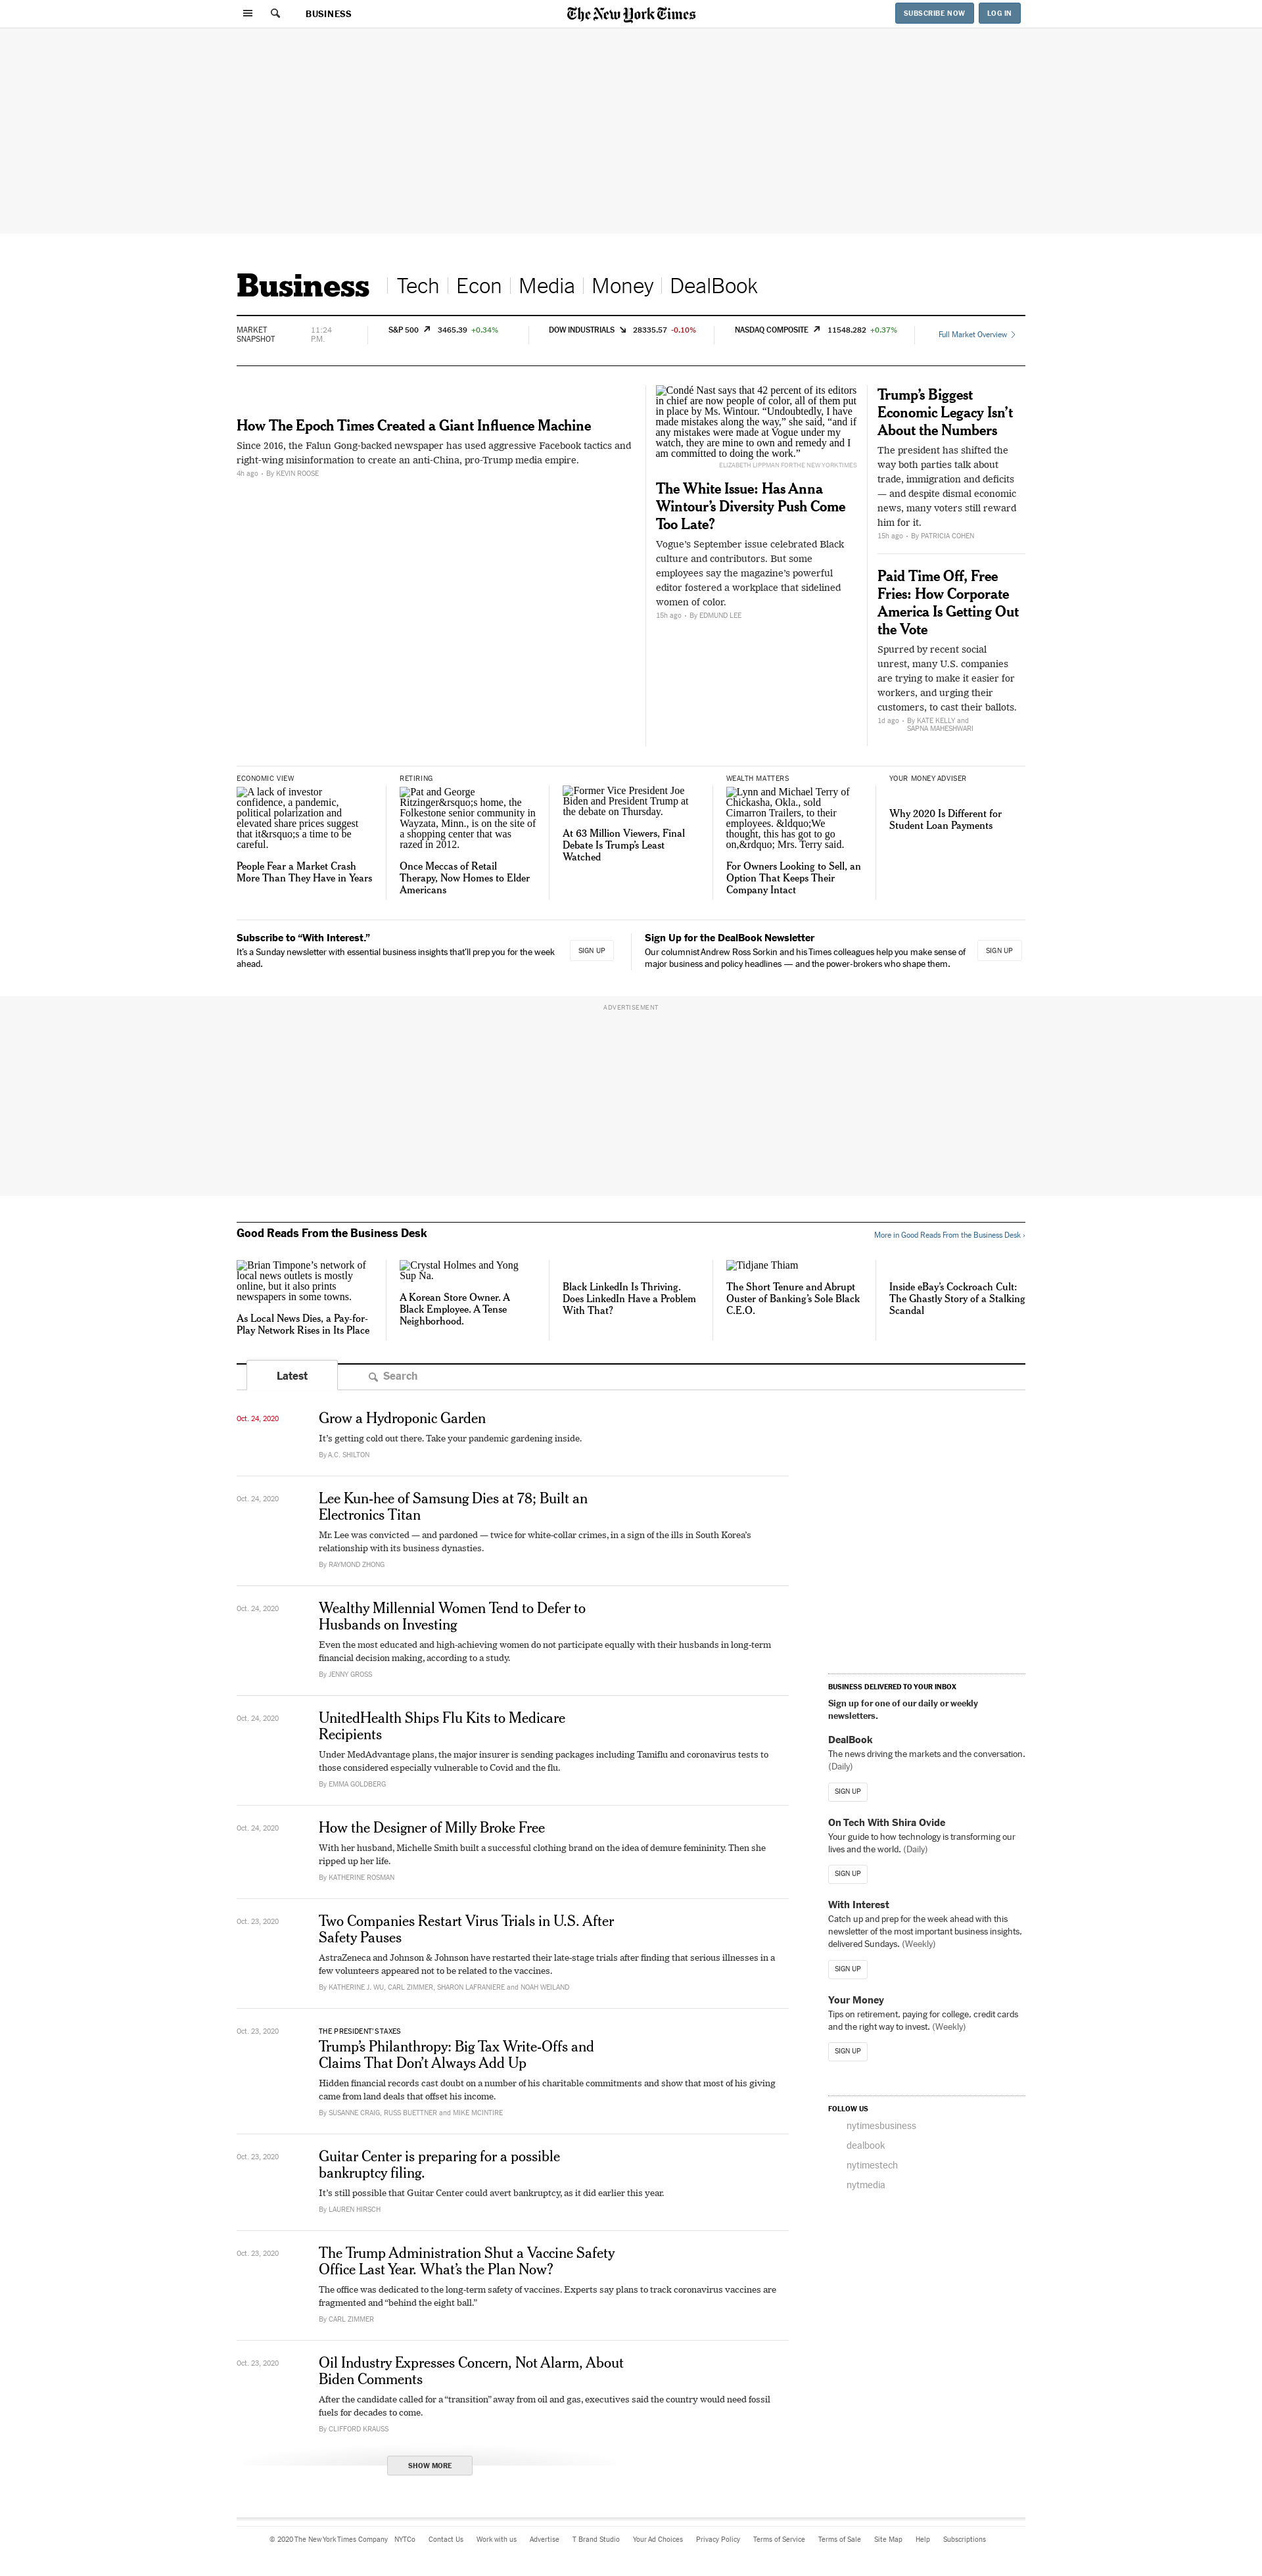 BUSINESS
The New York Times
SUBSCRIBE NOW
LOG IN
Business
Tech
Econ
Media
Money
DealBook
MARKET
SNAPSHOT
11:24
P.M.
S&P 500 3465.39 +0.34%
DOW INDUSTRIALS 28335.57 -0.10%
NASDAQ COMPOSITE 11548.282 +0.37%
Full Market Overview
How The Epoch Times Created a Giant Influence Machine
Since 2016, the Falun Gong-backed newspaper has used aggressive Facebook tactics and
right-wing misinformation to create an anti-China, pro-Trump media empire.
4h ago • By KEVIN ROOSE
Condé Nast says that 42 percent of its editors
in chief are now people of color, all of them put
in place by Ms. Wintour. “Undoubtedly, I have
made mistakes along the way,” she said, “and if
any mistakes were made at Vogue under my
watch, they are mine to own and remedy and I
am committed to doing the work.”
ELIZABETH LIPPMAN FOR THE NEW YORK TIMES
The White Issue: Has Anna
Wintour’s Diversity Push Come
Too Late?
Vogue’s September issue celebrated Black
culture and contributors. But some
employees say the magazine’s powerful
editor fostered a workplace that sidelined
women of color.
15h ago • By EDMUND LEE
Trump’s Biggest
Economic Legacy Isn’t
About the Numbers
The president has shifted the
way both parties talk about
trade, immigration and deficits
— and despite dismal economic
news, many voters still reward
him for it.
15h ago • By PATRICIA COHEN
Paid Time Off, Free
Fries: How Corporate
America Is Getting Out
the Vote
Spurred by recent social
unrest, many U.S. companies
are trying to make it easier for
workers, and urging their
customers, to cast their ballots.
1d ago • By KATE KELLY and
SAPNA MAHESHWARI
ECONOMIC VIEW
A lack of investor
confidence, a pandemic,
political polarization and
elevated share prices suggest
that it&rsquo;s a time to be
careful.
People Fear a Market Crash
More Than They Have in Years
RETIRING
Pat and George
Ritzinger&rsquo;s home, the
Folkestone senior community in
Wayzata, Minn., is on the site of
a shopping center that was
razed in 2012.
Once Meccas of Retail
Therapy, Now Homes to Elder
Americans
Former Vice President Joe
Biden and President Trump at
the debate on Thursday.
At 63 Million Viewers, Final
Debate Is Trump’s Least
Watched
WEALTH MATTERS
Lynn and Michael Terry of
Chickasha, Okla., sold
Cimarron Trailers, to their
employees. &ldquo;We
thought, this has got to go
on,&rdquo; Mrs. Terry said.
For Owners Looking to Sell, an
Option That Keeps Their
Company Intact
YOUR MONEY ADVISER
Why 2020 Is Different for
Student Loan Payments
Subscribe to “With Interest.”
It’s a Sunday newsletter with essential business insights that’ll prep you for the week
ahead.
SIGN UP
Sign Up for the DealBook Newsletter
Our columnist Andrew Ross Sorkin and his Times colleagues help you make sense of
major business and policy headlines — and the power-brokers who shape them.
SIGN UP
ADVERTISEMENT
Good Reads From the Business Desk
More in Good Reads From the Business Desk ›
Brian Timpone’s network of
local news outlets is mostly
online, but it also prints
newspapers in some towns.
As Local News Dies, a Pay-for-
Play Network Rises in Its Place
Crystal Holmes and Yong
Sup Na.
A Korean Store Owner. A
Black Employee. A Tense
Neighborhood.
Black LinkedIn Is Thriving.
Does LinkedIn Have a Problem
With That?
Tidjane Thiam
The Short Tenure and Abrupt
Ouster of Banking’s Sole Black
C.E.O.
Inside eBay’s Cockroach Cult:
The Ghastly Story of a Stalking
Scandal
Latest
Search
Oct. 24, 2020
Grow a Hydroponic Garden
It’s getting cold out there. Take your pandemic gardening inside.
By A.C. SHILTON
Oct. 24, 2020
Lee Kun-hee of Samsung Dies at 78; Built an
Electronics Titan
Mr. Lee was convicted — and pardoned — twice for white-collar crimes, in a sign of the ills in South Korea’s
relationship with its business dynasties.
By RAYMOND ZHONG
Oct. 24, 2020
Wealthy Millennial Women Tend to Defer to
Husbands on Investing
Even the most educated and high-achieving women do not participate equally with their husbands in long-term
financial decision making, according to a study.
By JENNY GROSS
Oct. 24, 2020
UnitedHealth Ships Flu Kits to Medicare
Recipients
Under MedAdvantage plans, the major insurer is sending packages including Tamiflu and coronavirus tests to
those considered especially vulnerable to Covid and the flu.
By EMMA GOLDBERG
Oct. 24, 2020
How the Designer of Milly Broke Free
With her husband, Michelle Smith built a successful clothing brand on the idea of demure femininity. Then she
ripped up her life.
By KATHERINE ROSMAN
Oct. 23, 2020
Two Companies Restart Virus Trials in U.S. After
Safety Pauses
AstraZeneca and Johnson & Johnson have restarted their late-stage trials after finding that serious illnesses in a
few volunteers appeared not to be related to the vaccines.
By KATHERINE J. WU, CARL ZIMMER, SHARON LAFRANIERE and NOAH WEILAND
Oct. 23, 2020
THE PRESIDENT’S TAXES
Trump’s Philanthropy: Big Tax Write-Offs and
Claims That Don’t Always Add Up
Hidden financial records cast doubt on a number of his charitable commitments and show that most of his giving
came from land deals that offset his income.
By SUSANNE CRAIG, RUSS BUETTNER and MIKE MCINTIRE
Oct. 23, 2020
Guitar Center is preparing for a possible
bankruptcy filing.
It’s still possible that Guitar Center could avert bankruptcy, as it did earlier this year.
By LAUREN HIRSCH
Oct. 23, 2020
The Trump Administration Shut a Vaccine Safety
Office Last Year. What’s the Plan Now?
The office was dedicated to the long-term safety of vaccines. Experts say plans to track coronavirus vaccines are
fragmented and “behind the eight ball.”
By CARL ZIMMER
Oct. 23, 2020
Oil Industry Expresses Concern, Not Alarm, About
Biden Comments
After the candidate called for a “transition” away from oil and gas, executives said the country would need fossil
fuels for decades to come.
By CLIFFORD KRAUSS
SHOW MORE
BUSINESS DELIVERED TO YOUR INBOX
Sign up for one of our daily or weekly
newsletters.
DealBook
The news driving the markets and the conversation.
(Daily)
SIGN UP
On Tech With Shira Ovide
Your guide to how technology is transforming our
lives and the world. (Daily)
SIGN UP
With Interest
Catch up and prep for the week ahead with this
newsletter of the most important business insights,
delivered Sundays. (Weekly)
SIGN UP
Your Money
Tips on retirement, paying for college, credit cards
and the right way to invest. (Weekly)
SIGN UP
FOLLOW US
nytimesbusiness
dealbook
nytimestech
nytmedia
© 2020 The New York Times Company NYTCo Contact Us Work with us Advertise T Brand Studio Your Ad Choices Privacy Policy Terms of Service Terms of Sale Site Map Help Subscriptions